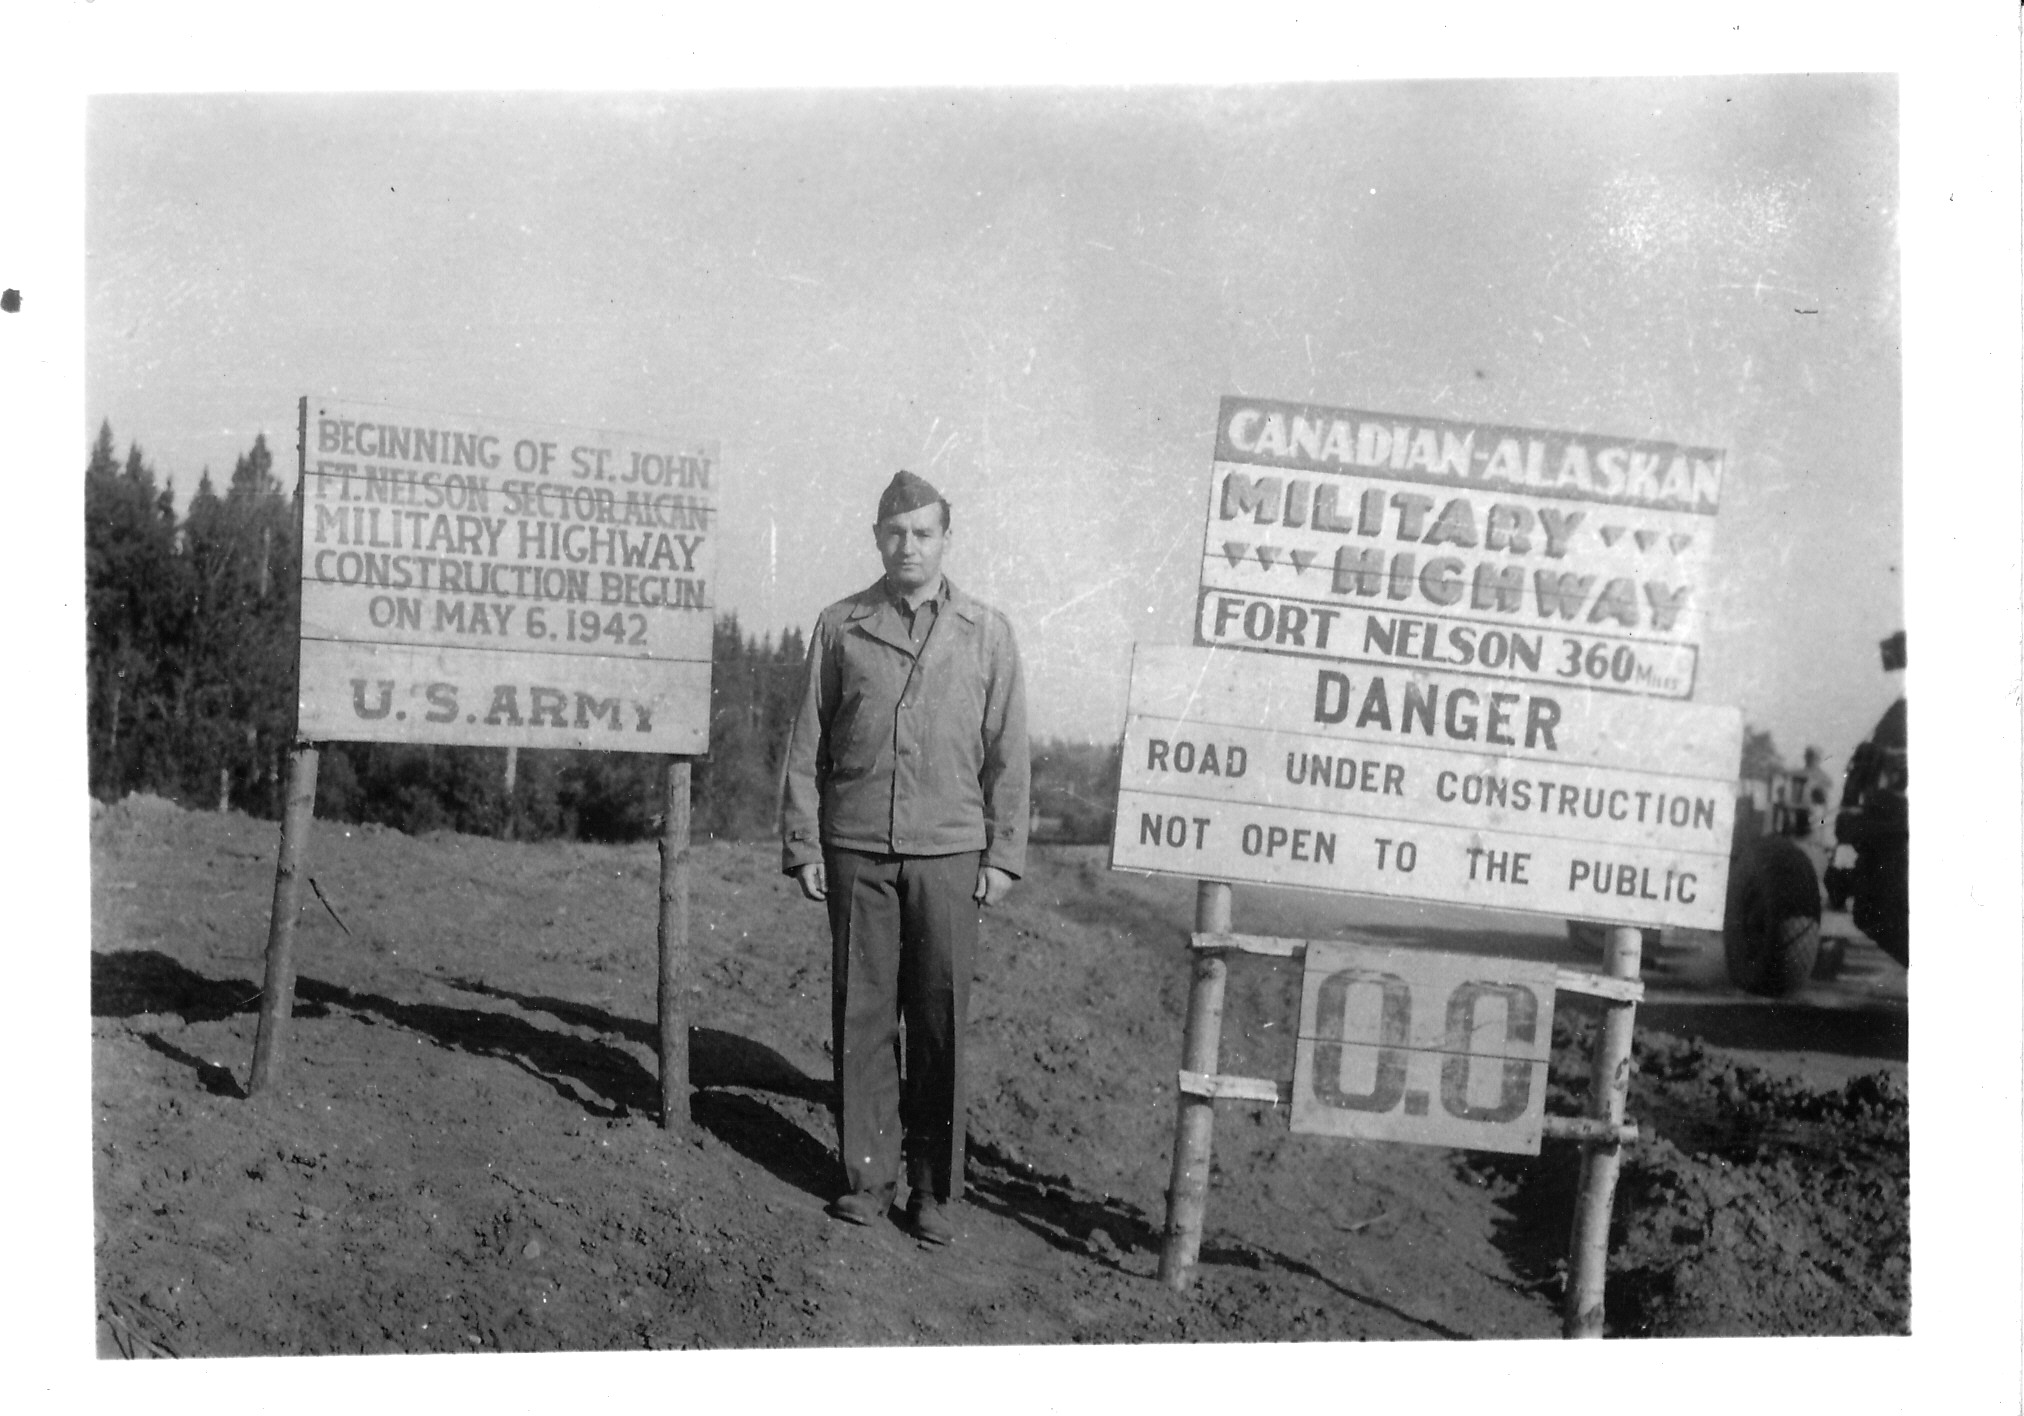 BEGINNING OF ST. JOHN
FT. NELSON SECTOR ALCAN
MILITARY HIGHWAY
CONSTRUCTION BEGUN
ON MAY 6, 1942
U.S. ARMY
CANADIAN-ALASKAN
MILITARY
HIGHWAY
FORT NELSON 360 MILES
DANGER
ROAD UNDER CONSTRUCTION
NOT OPEN TO THE PUBLIC
0.0